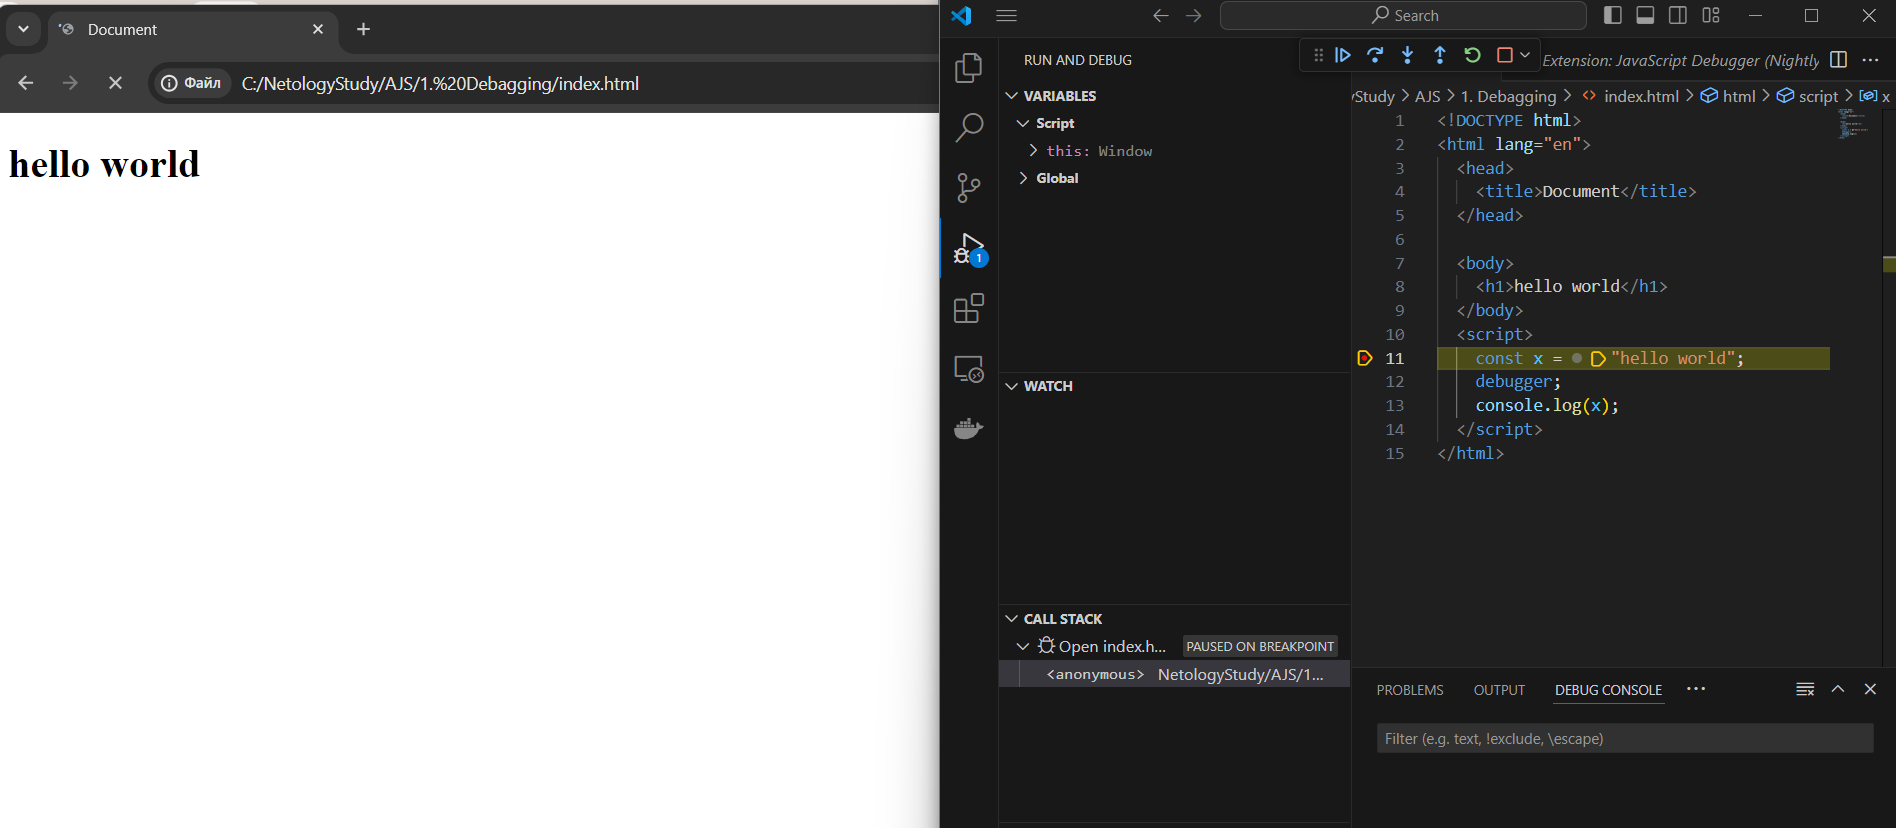 Document
Файл
C:/NetologyStudy/AJS/1.%20Debagging/index.html
hello world
Search
RUN AND DEBUG
VARIABLES
Script
this: Window
Global
1
WATCH
CALL STACK
Open index.h... PAUSED ON BREAKPOINT
<anonymous> NetologyStudy/AJS/1...
Extension: JavaScript Debugger (Nightly
yStudy > AJS > 1. Debagging > <> index.html > html > script > x
1 <!DOCTYPE html>
2 <html lang="en">
3 <head>
4 <title>Document</title>
5 </head>
6
7 <body>
8 <h1>hello world</h1>
9 </body>
10 <script>
11 const x = "hello world";
12 debugger;
13 console.log(x);
14 </script>
15 </html>
PROBLEMS OUTPUT DEBUG CONSOLE
Filter (e.g. text, !exclude, \escape)